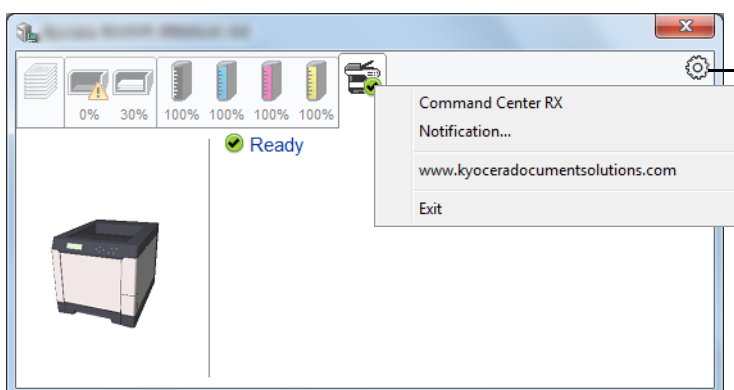 0% 30% 100% 100% 100% 100%
Ready
Command Center RX
Notification...
www.kyoceradocumentsolutions.com
Exit